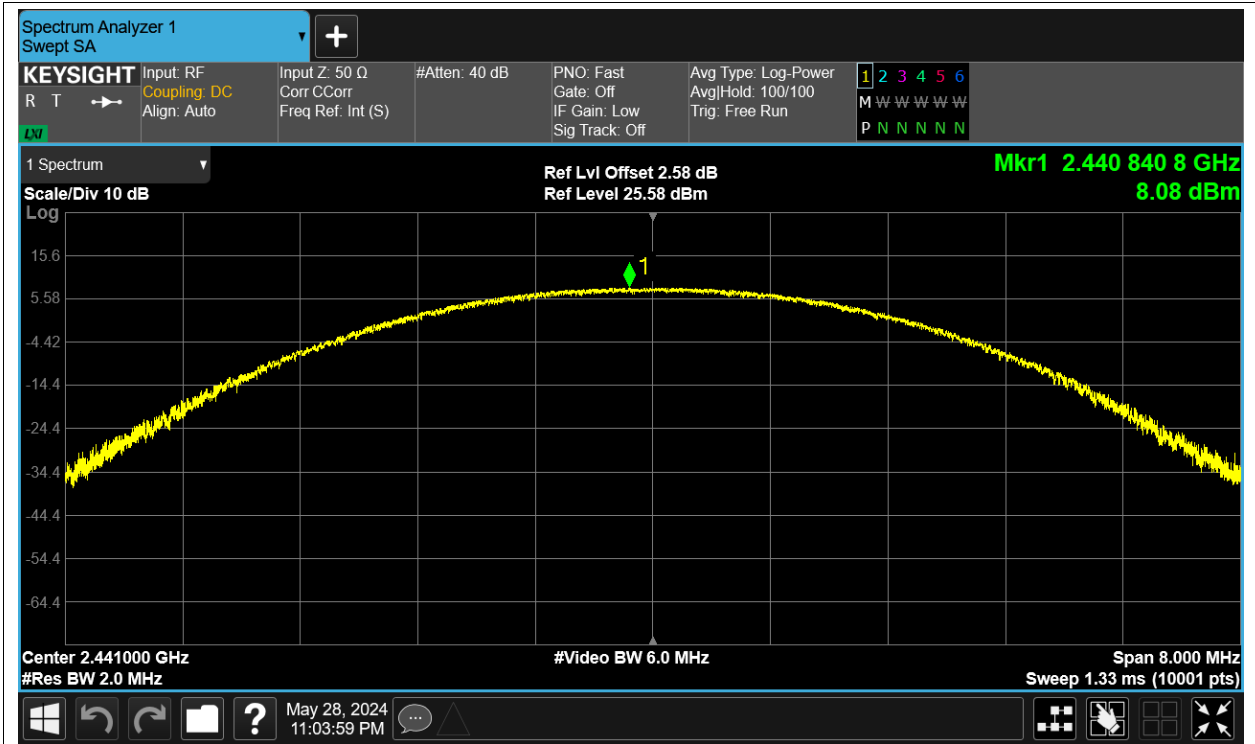 Spectrum Analyzer 1
Swept SA
KEYSIGHT
R T
LXI
Input: RF
Coupling: DC
Align: Auto
Input Z: 50 Ω
Corr CCorr
Freq Ref: Int (S)
#Atten: 40 dB
PNO: Fast
Gate: Off
IF Gain: Low
Sig Track: Off
Avg Type: Log-Power
Avg|Hold: 100/100
Trig: Free Run
1 2 3 4 5 6
M W W W W W
P N N N N N
1 Spectrum
Scale/Div 10 dB
Log
Ref Lvl Offset 2.58 dB
Ref Level 25.58 dBm
Mkr1 2.440 840 8 GHz
8.08 dBm
1
15.6
5.58
-4.42
-14.4
-24.4
-34.4
-44.4
-54.4
-64.4
Center 2.441000 GHz
#Res BW 2.0 MHz
#Video BW 6.0 MHz
Span 8.000 MHz
Sweep 1.33 ms (10001 pts)
?
May 28, 2024
11:03:59 PM